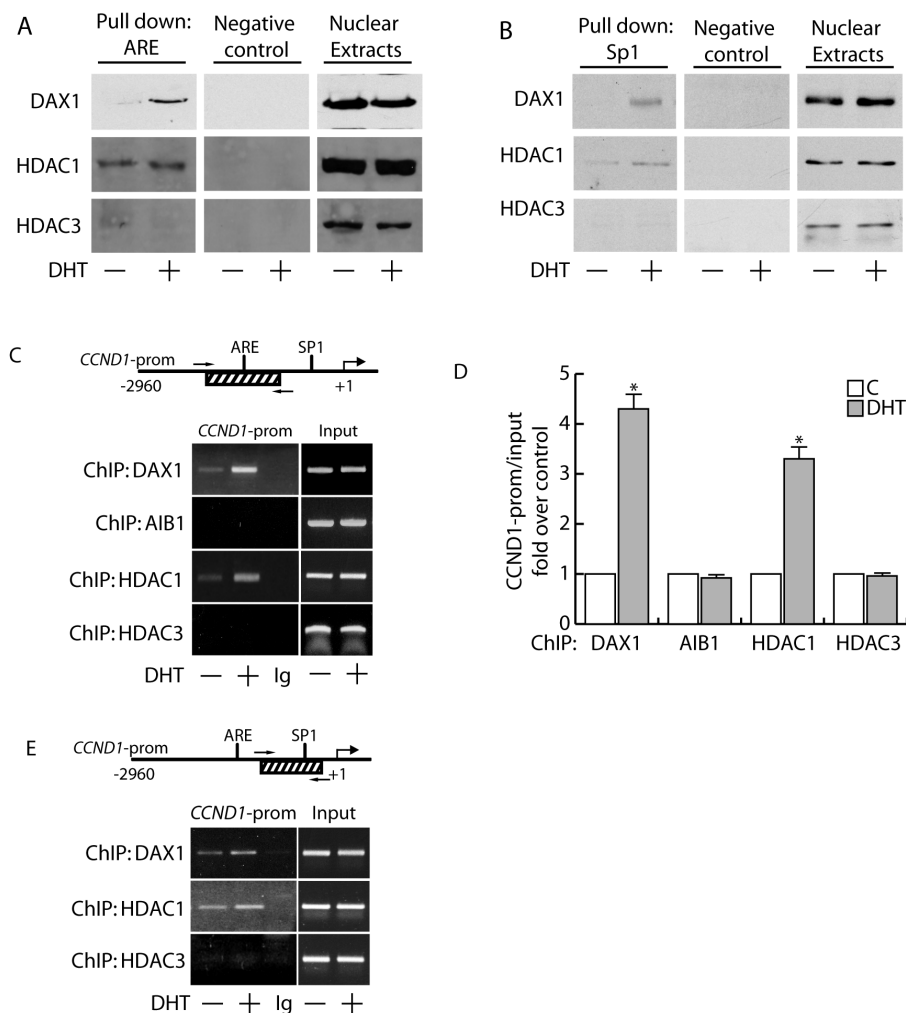 A
Pull down: ARE
Negative control
Nuclear Extracts
DAX1
HDAC1
HDAC3
DHT − + − + − +
B
Pull down: Sp1
Negative control
Nuclear Extracts
DAX1
HDAC1
HDAC3
DHT − + − + − +
C
CCND1-prom
ARE
SP1
-2960
+1
CCND1-prom
Input
ChIP: DAX1
ChIP: AIB1
ChIP: HDAC1
ChIP: HDAC3
DHT − + Ig − +
D
CCND1-prom/input
fold over control
5
4
3
2
1
0
*
*
C
DHT
ChIP: DAX1 AIB1 HDAC1 HDAC3
E
CCND1-prom
ARE
SP1
-2960
+1
CCND1-prom
Input
ChIP: DAX1
ChIP: HDAC1
ChIP: HDAC3
DHT − + Ig − +